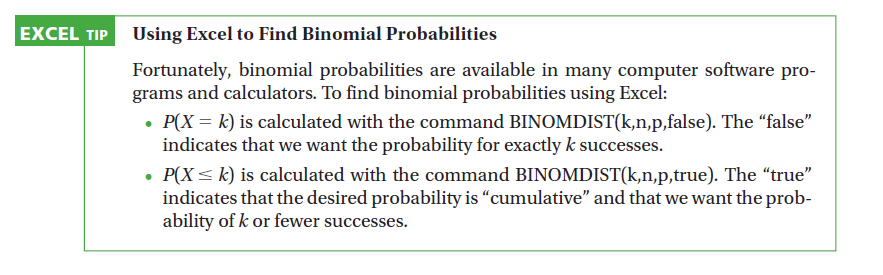 EXCEL TIP
Using Excel to Find Binomial Probabilities
Fortunately, binomial probabilities are available in many computer software pro-
grams and calculators. To find binomial probabilities using Excel:
• P(X = k) is calculated with the command BINOMDIST(k,n,p,false). The “false”
indicates that we want the probability for exactly k successes.
• P(X ≤ k) is calculated with the command BINOMDIST(k,n,p,true). The “true”
indicates that the desired probability is “cumulative” and that we want the prob-
ability of k or fewer successes.